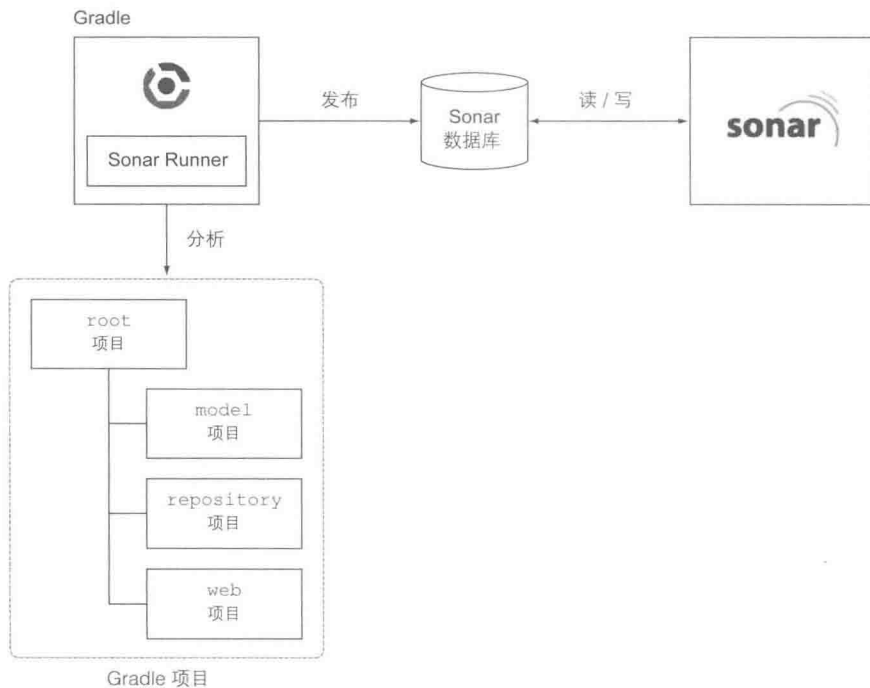 Gradle
Sonar Runner
发布
Sonar
数据库
读 / 写
sonar
分析
root
项目
model
项目
repository
项目
web
项目
Gradle 项目